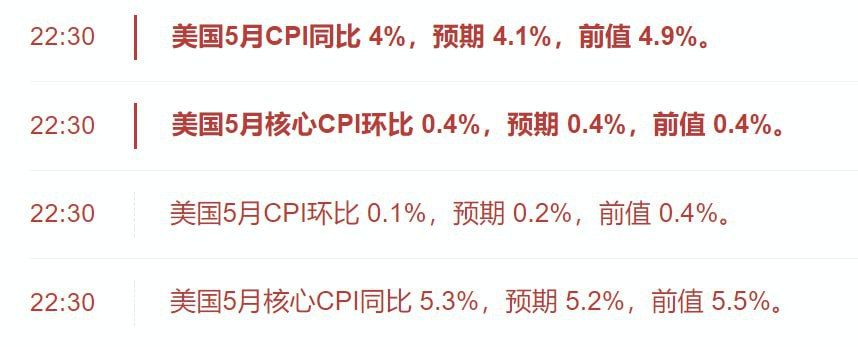 22:30 美国5月CPI同比 4%，预期 4.1%，前值 4.9%。
22:30 美国5月核心CPI环比 0.4%，预期 0.4%，前值 0.4%。
22:30 美国5月CPI环比 0.1%，预期 0.2%，前值 0.4%。
22:30 美国5月核心CPI同比 5.3%，预期 5.2%，前值 5.5%。